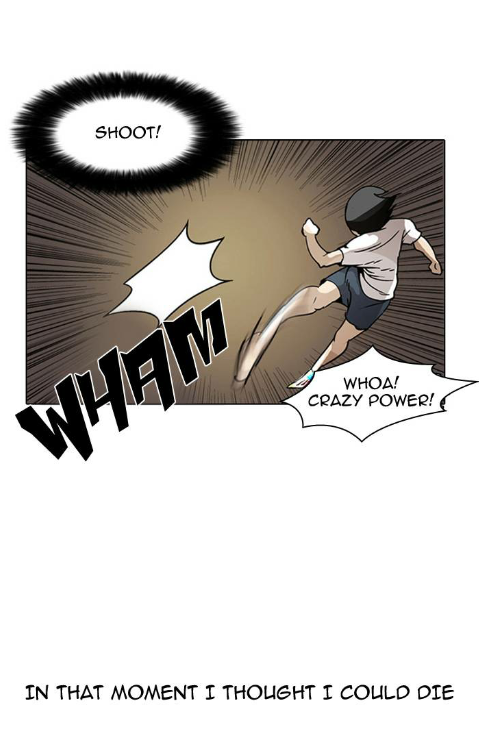 SHOOT!
WHAM
WHOA!
CRAZY POWER!
IN THAT MOMENT I THOUGHT I COULD DIE